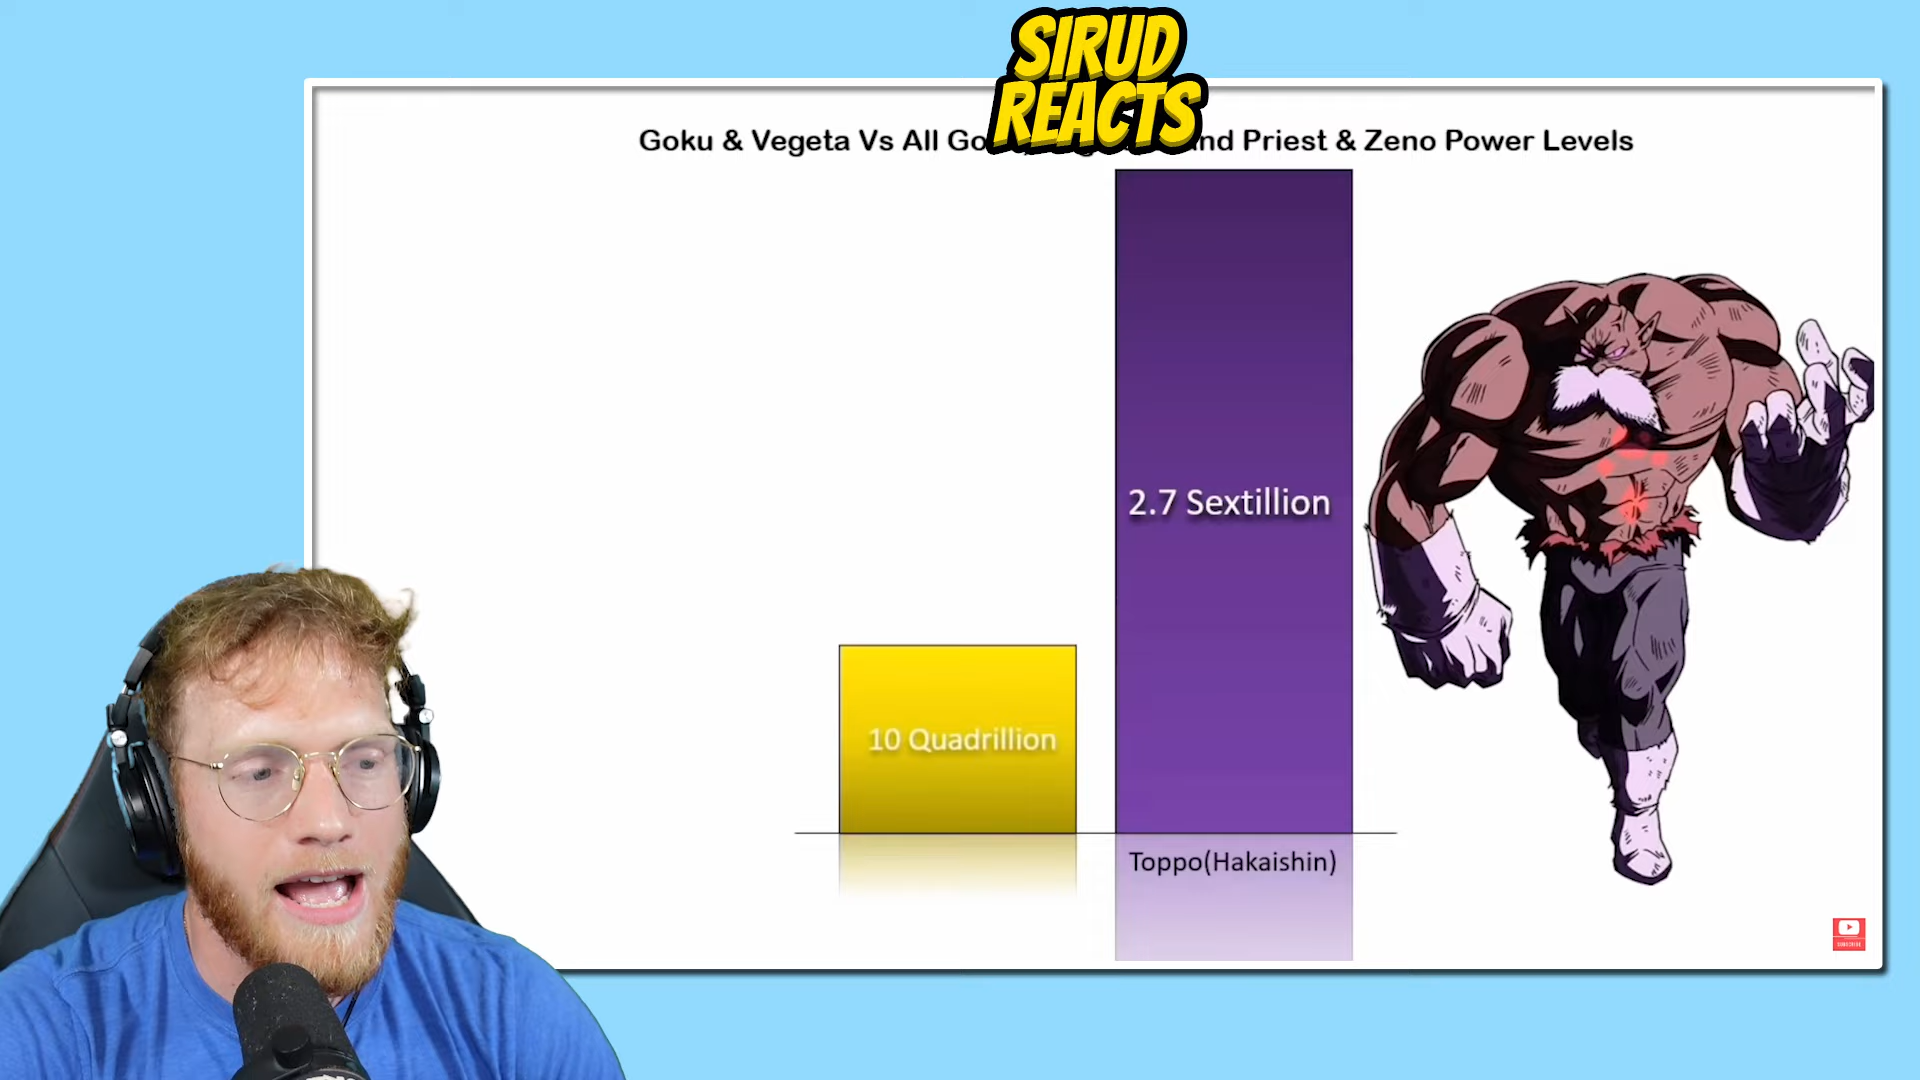 SIRUD
REACTS
Goku & Vegeta Vs All Go nd Priest & Zeno Power Levels
2.7 Sextillion
10 Quadrillion
Toppo(Hakaishin)
SUBSCRIBE